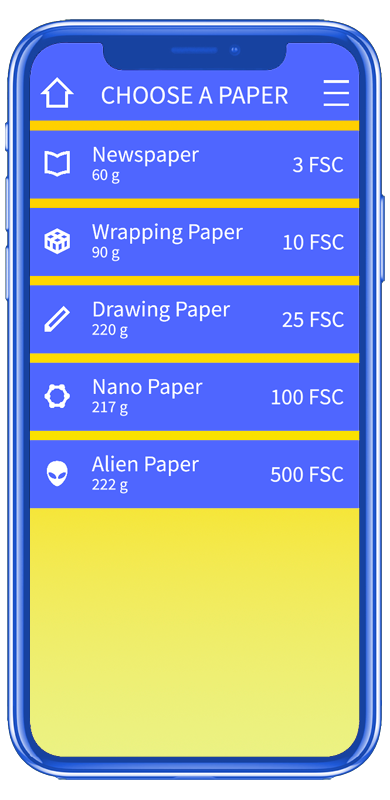 CHOOSE A PAPER
Newspaper
60 g
3 FSC
Wrapping Paper
90 g
10 FSC
Drawing Paper
220 g
25 FSC
Nano Paper
217 g
100 FSC
Alien Paper
222 g
500 FSC